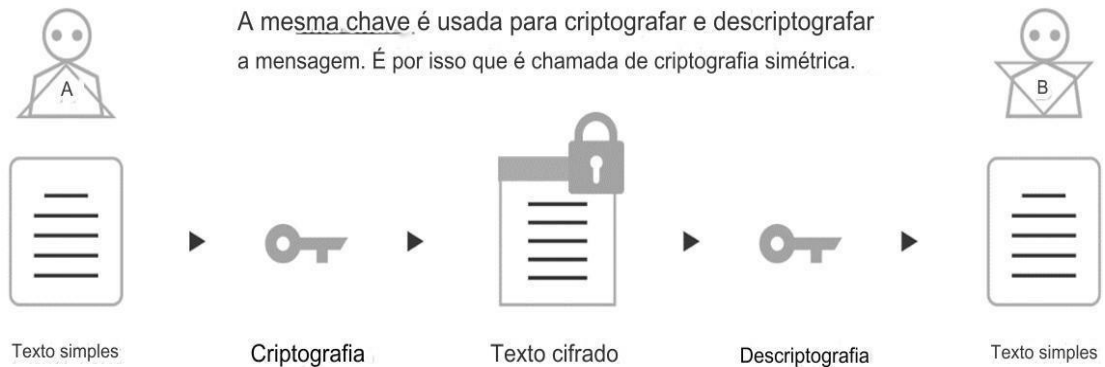 A mesma chave é usada para criptografar e descriptografar
a mensagem. É por isso que é chamada de criptografia simétrica.
A
B
Texto simples
Criptografia
Texto cifrado
Descriptografia
Texto simples